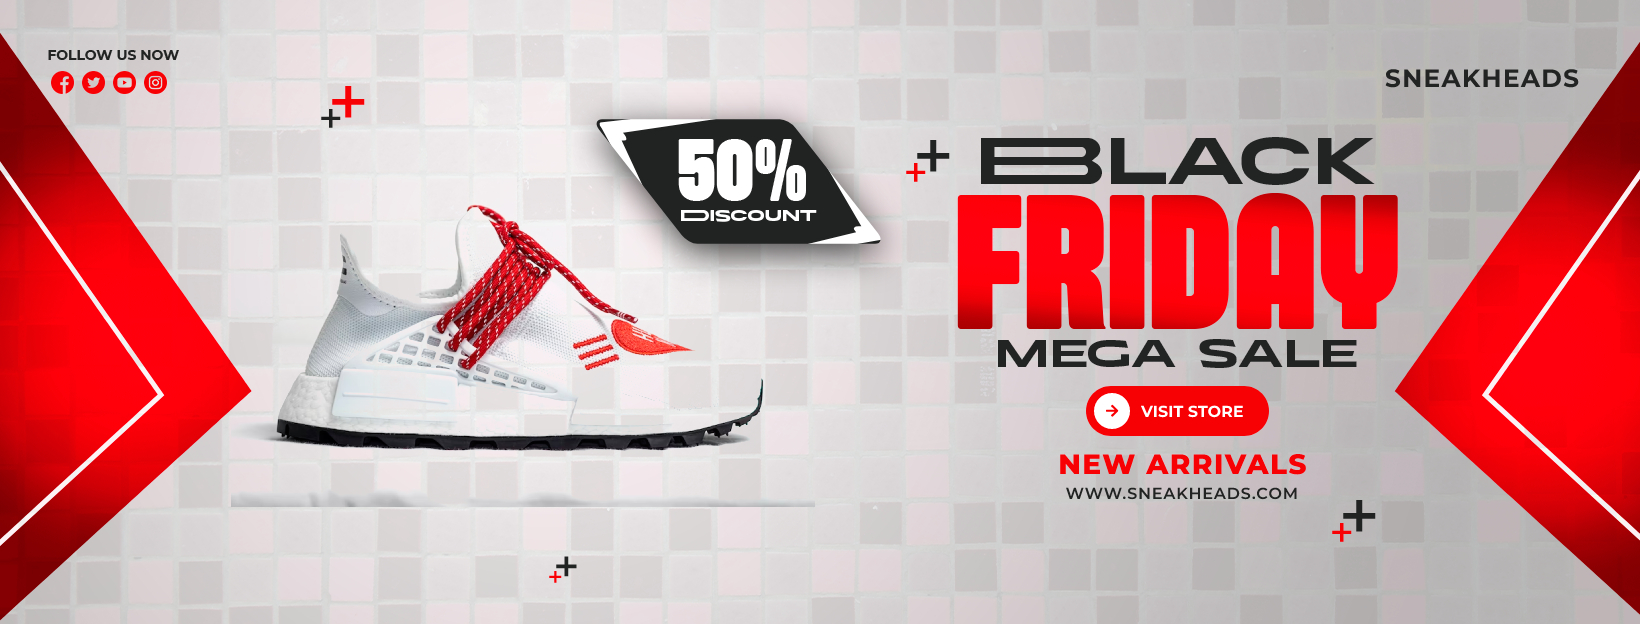 FOLLOW US NOW
SNEAKHEADS
50%
DISCOUNT
BLACK
FRIDAY
MEGA SALE
VISIT STORE
NEW ARRIVALS
WWW.SNEAKHEADS.COM